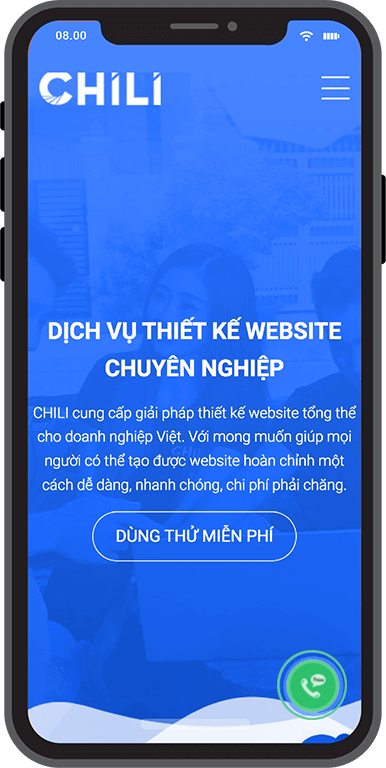 08.00
CHILI
DỊCH VỤ THIẾT KẾ WEBSITE
CHUYÊN NGHIỆP
CHILI cung cấp giải pháp thiết kế website tổng thể
cho doanh nghiệp Việt. Với mong muốn giúp mọi
người có thể tạo được website hoàn chỉnh một
cách dễ dàng, nhanh chóng, chi phí phải chăng.
DÙNG THỬ MIỄN PHÍ